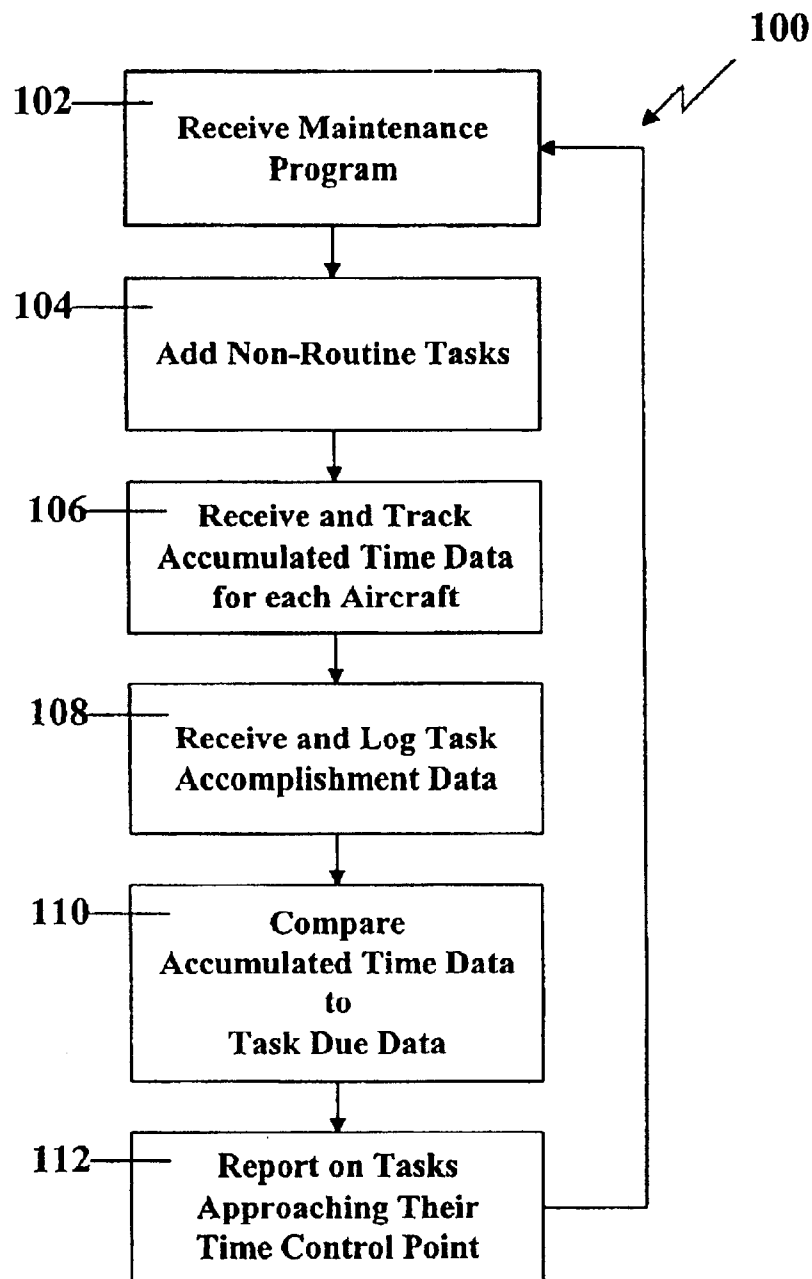 100
102
Receive Maintenance
Program
104
Add Non-Routine Tasks
106
Receive and Track
Accumulated Time Data
for each Aircraft
108
Receive and Log Task
Accomplishment Data
110
Compare
Accumulated Time Data
to
Task Due Data
112
Report on Tasks
Approaching Their
Time Control Point